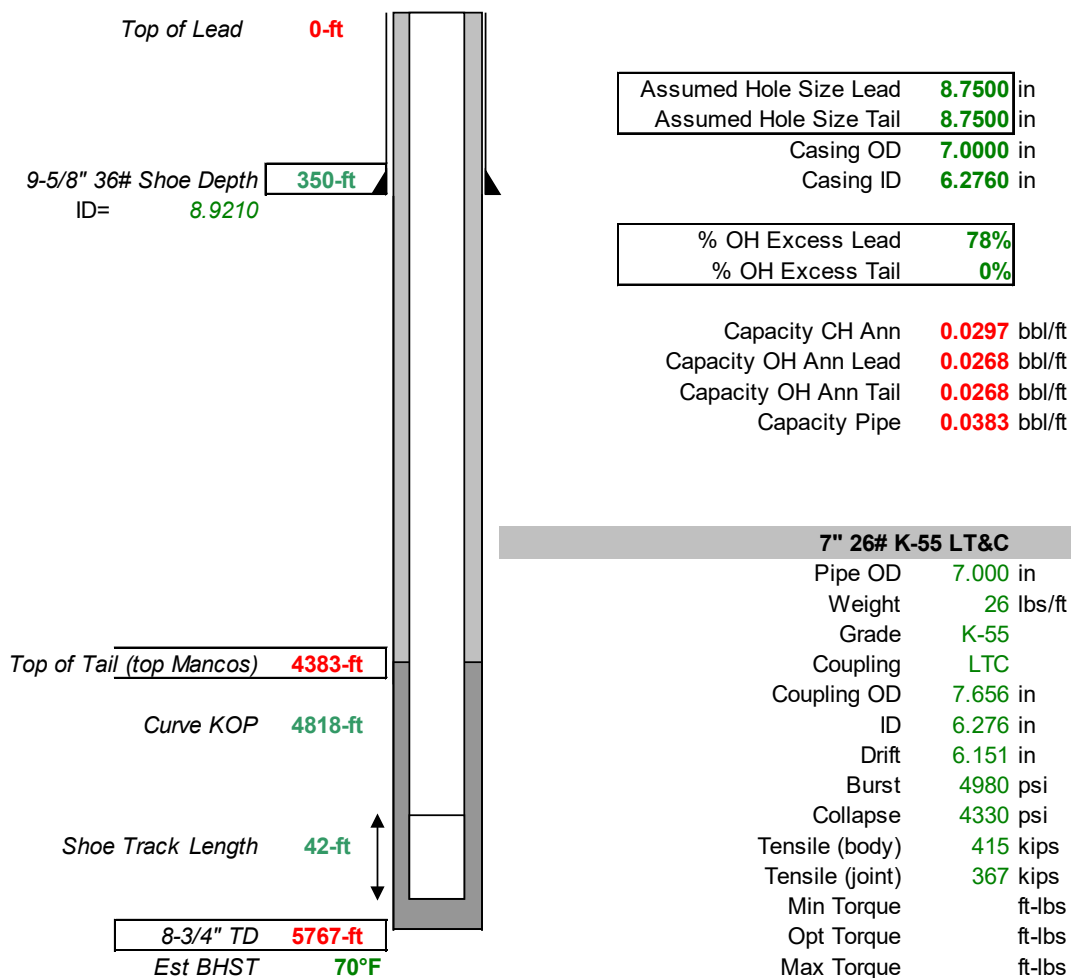 Top of Lead 0-ft
Assumed Hole Size Lead 8.7500 in
Assumed Hole Size Tail 8.7500 in
Casing OD 7.0000 in
9-5/8" 36# Shoe Depth 350-ft
Casing ID 6.2760 in
ID= 8.9210
% OH Excess Lead 78%
% OH Excess Tail 0%
Capacity CH Ann 0.0297 bbl/ft
Capacity OH Ann Lead 0.0268 bbl/ft
Capacity OH Ann Tail 0.0268 bbl/ft
Capacity Pipe 0.0383 bbl/ft
7" 26# K-55 LT&C
Pipe OD 7.000 in
Weight 26 lbs/ft
Grade K-55
Top of Tail (top Mancos) 4383-ft
Coupling LTC
Coupling OD 7.656 in
Curve KOP 4818-ft
ID 6.276 in
Drift 6.151 in
Burst 4980 psi
Collapse 4330 psi
Shoe Track Length 42-ft
Tensile (body) 415 kips
Tensile (joint) 367 kips
Min Torque ft-lbs
8-3/4" TD 5767-ft
Opt Torque ft-lbs
Est BHST 70°F
Max Torque ft-lbs